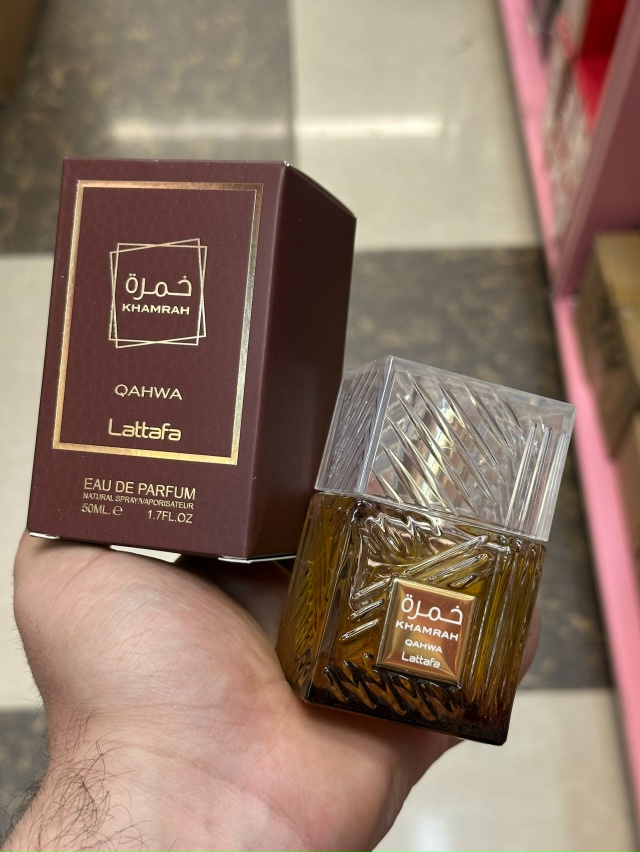 خمرة
KHAMRAH
QAHWA
Lattafa
EAU DE PARFUM
NATURAL SPRAY/VAPORISATEUR
50ML. e 1.7FL.OZ
خمرة
KHAMRAH
QAHWA
Lattafa